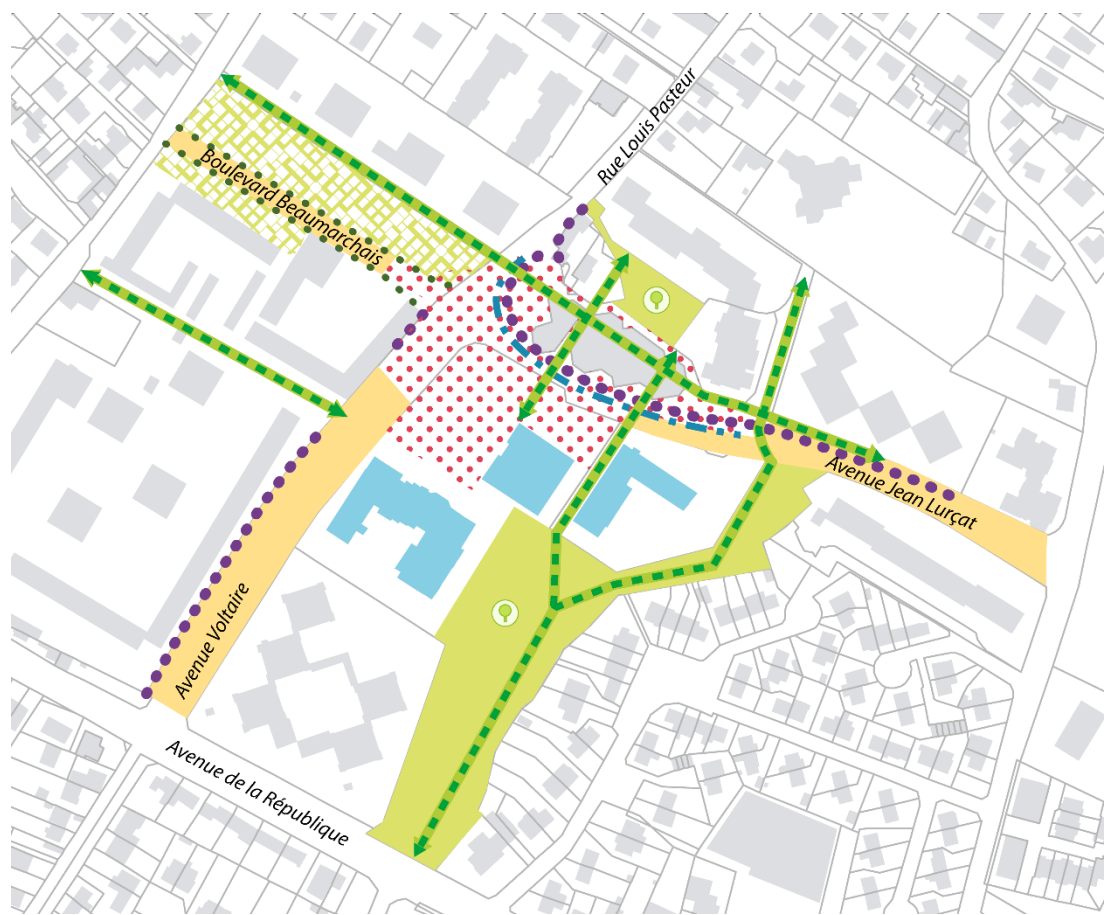 Rue Louis Pasteur
Boulevard Beaumarchais
Avenue Jean Lurçat
Avenue Voltaire
Avenue de la République